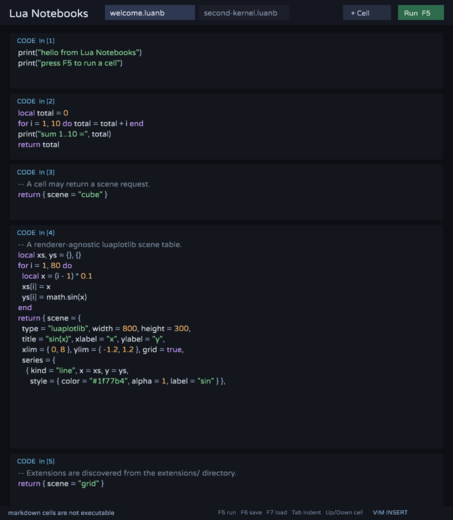 Lua Notebooks
welcome.luanb
second-kernel.luanb
+ Cell
Run F5
CODE In [1]
print("hello from Lua Notebooks")
print("press F5 to run a cell")
CODE In [2]
local total = 0
for i = 1, 10 do total = total + i end
print("sum 1..10 =", total)
return total
CODE In [3]
-- A cell may return a scene request.
return { scene = "cube" }
CODE In [4]
-- A renderer-agnostic luaplotlib scene table.
local xs, ys = {}, {}
for i = 1, 80 do
local x = (i - 1) * 0.1
xs[i] = x
ys[i] = math.sin(x)
end
return { scene = {
type = "luaplotlib", width = 800, height = 300,
title = "sin(x)", xlabel = "x", ylabel = "y",
xlim = { 0, 8 }, ylim = { -1.2, 1.2 }, grid = true,
series = {
{ kind = "line", x = xs, y = ys,
style = { color = "#1f77b4", alpha = 1, label = "sin" } },
CODE In [5]
-- Extensions are discovered from the extensions/ directory.
return { scene = "grid" }
markdown cells are not executable
F5 run F6 save F7 load Tab indent Up/Down cell
VIM INSERT